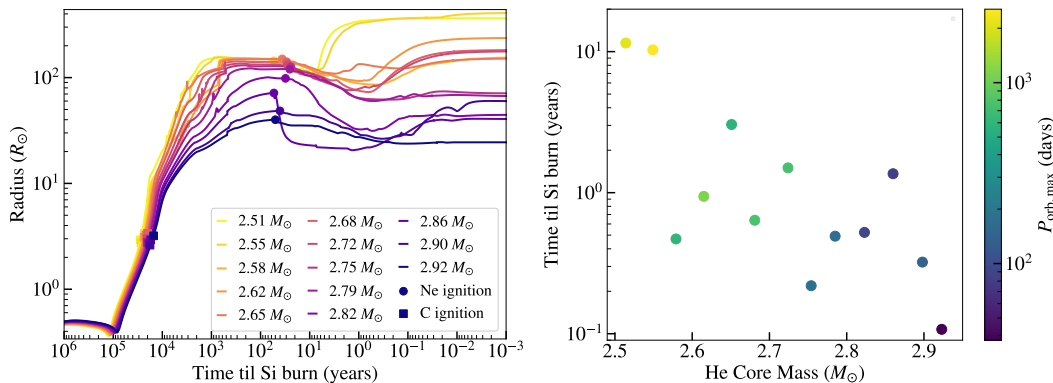 Radius (R⊙)
10²
10¹
10⁰
2.51 M⊙
2.55 M⊙
2.58 M⊙
2.62 M⊙
2.65 M⊙
2.68 M⊙
2.72 M⊙
2.75 M⊙
2.79 M⊙
2.82 M⊙
2.86 M⊙
2.90 M⊙
2.92 M⊙
Ne ignition
C ignition
10⁶ 10⁵ 10⁴ 10³ 10² 10¹ 10⁰ 10⁻¹ 10⁻² 10⁻³
Time til Si burn (years)
Time til Si burn (years)
10¹
10⁰
10⁻¹
2.5 2.6 2.7 2.8 2.9
He Core Mass (M⊙)
10³
10²
P orb,max (days)